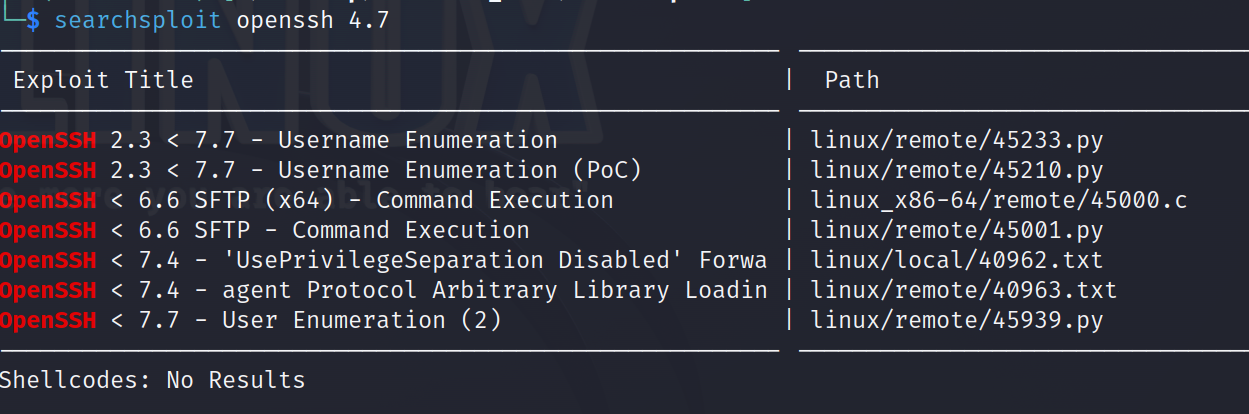 $ searchsploit openssh 4.7
Exploit Title | Path
OpenSSH 2.3 < 7.7 - Username Enumeration | linux/remote/45233.py
OpenSSH 2.3 < 7.7 - Username Enumeration (PoC) | linux/remote/45210.py
OpenSSH < 6.6 SFTP (x64) - Command Execution | linux_x86-64/remote/45000.c
OpenSSH < 6.6 SFTP - Command Execution | linux/remote/45001.py
OpenSSH < 7.4 - 'UsePrivilegeSeparation Disabled' Forwa | linux/local/40962.txt
OpenSSH < 7.4 - agent Protocol Arbitrary Library Loadin | linux/remote/40963.txt
OpenSSH < 7.7 - User Enumeration (2) | linux/remote/45939.py
Shellcodes: No Results